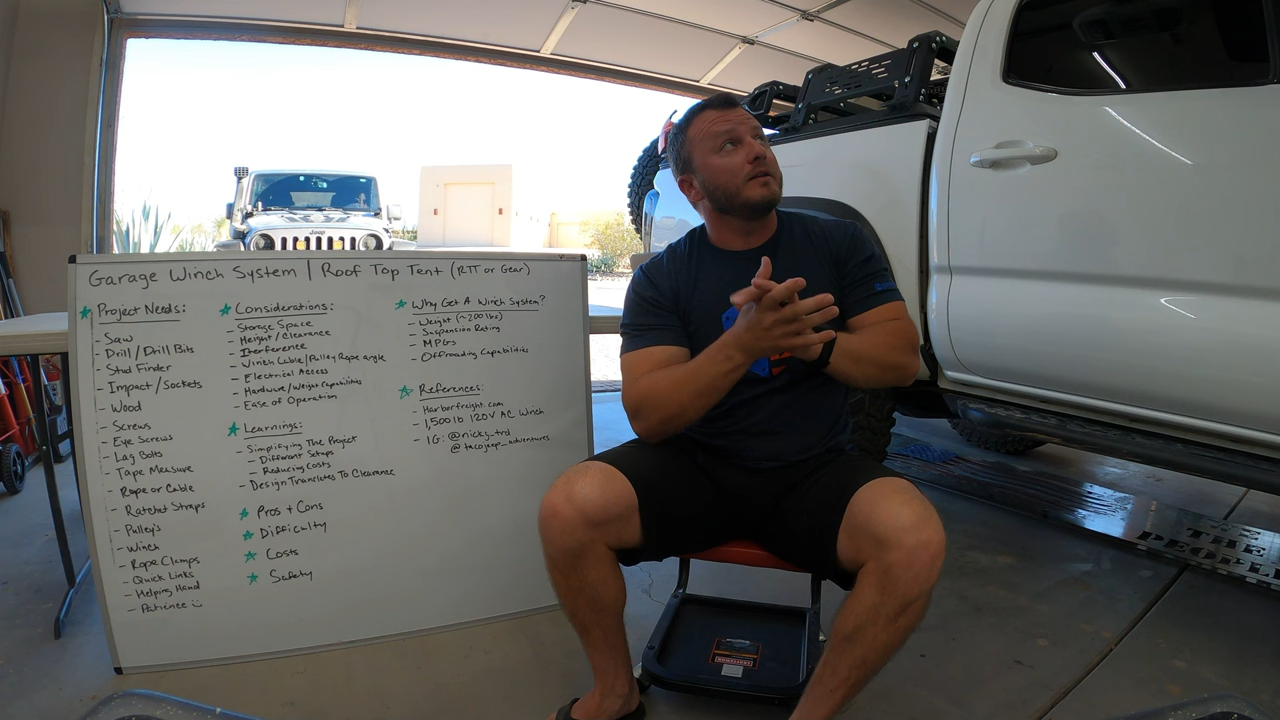 Garage Winch System | Roof Top Tent (RTT or Gear)
Project Needs:
- Saw
- Drill/Drill Bits
- Stud Finder
- Impact/Sockets
- Wood
- Screws
- Eye Screws
- Lag Bolts
- Tape Measure
- Rope or Cable
- Ratchet Straps
- Pulley's
- Winch
- Rope Clamps
- Quick Links
- Helping Hand
- Patience
Considerations:
- Storage Space
- Height/Clearance
- Interference
- Winch Cable/Pulley Rope angle
- Electrical Access
- Hardware/Weight Capabilities
- Ease of Operation
Learnings:
- Simplifying The Project
- Different Setups
- Reducing Costs
- Design Translates To Clearance
Pros + Cons
Difficulty
Costs
Safety
Why Get A Winch System?
- Weight (~200 lbs)
- Suspension Rating
- MPGs
- Offroading Capabilities
References:
- Harborfreight.com
- 1,500 lb 120V AC Winch
- IG: @nicky_trd
@tacojeep_adventures
Jeep
WE
THE
PEOPLE